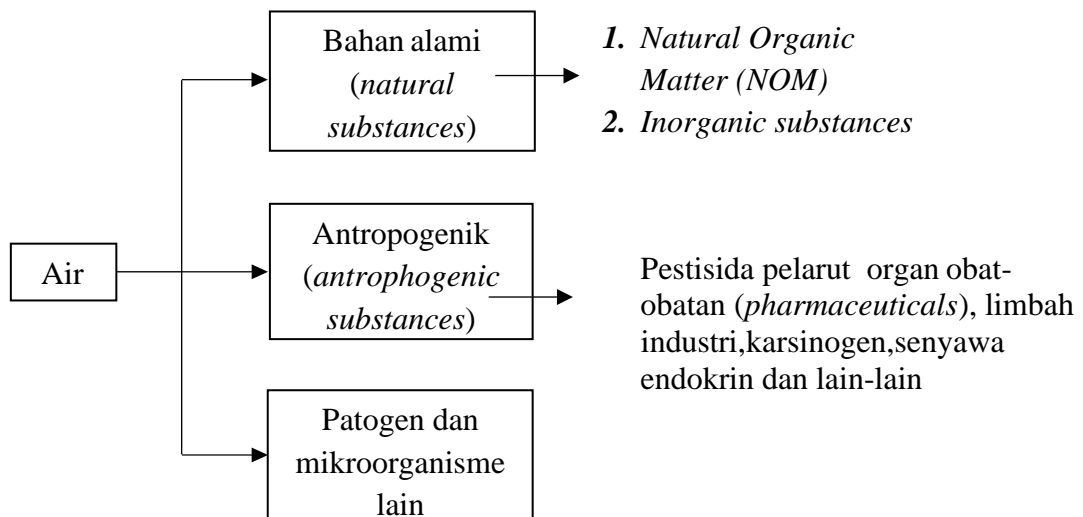 Bahan alami
(natural
substances)
1. Natural Organic
Matter (NOM)
2. Inorganic substances
Air
Antropogenik
(antrophogenic
substances)
Pestisida pelarut organ obat-
obatan (pharmaceuticals), limbah
industri,karsinogen,senyawa
endokrin dan lain-lain
Patogen dan
mikroorganisme
lain